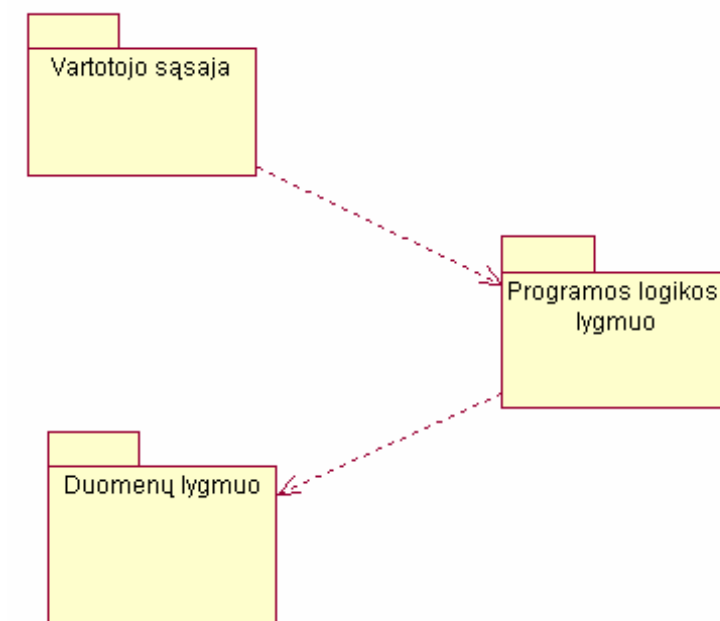 Vartotojo sąsaja
Programos logikos
lygmuo
Duomenų lygmuo